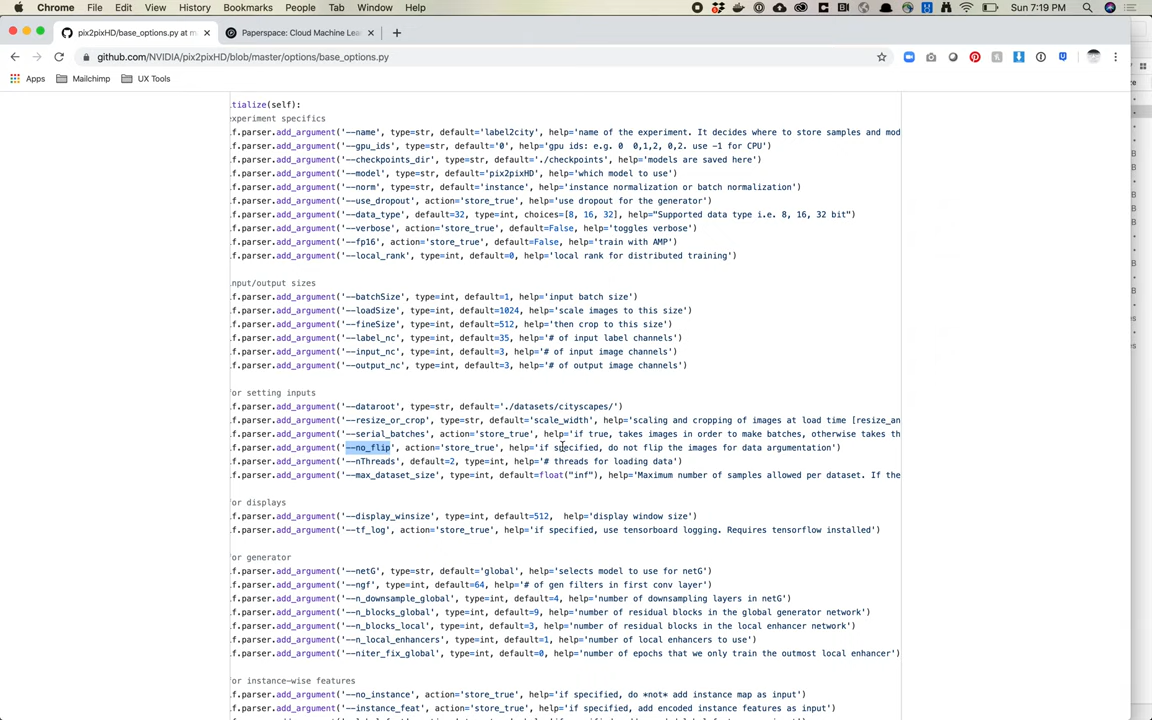 Chrome File Edit View History Bookmarks People Tab Window Help Sun 7:19 PM
pix2pixHD/base_options.py at m × Paperspace: Cloud Machine Lea × +
github.com/NVIDIA/pix2pixHD/blob/master/options/base_options.py
Apps Mailchimp UX Tools
itialize(self):
experiment specifics
f.parser.add_argument('--name', type=str, default='label2city', help='name of the experiment. It decides where to store samples and mod
f.parser.add_argument('--gpu_ids', type=str, default='0', help='gpu ids: e.g. 0  0,1,2, 0,2. use -1 for CPU')
f.parser.add_argument('--checkpoints_dir', type=str, default='./checkpoints', help='models are saved here')
f.parser.add_argument('--model', type=str, default='pix2pixHD', help='which model to use')
f.parser.add_argument('--norm', type=str, default='instance', help='instance normalization or batch normalization')
f.parser.add_argument('--use_dropout', action='store_true', help='use dropout for the generator')
f.parser.add_argument('--data_type', default=32, type=int, choices=[8, 16, 32], help="Supported data type i.e. 8, 16, 32 bit")
f.parser.add_argument('--verbose', action='store_true', default=False, help='toggles verbose')
f.parser.add_argument('--fp16', action='store_true', default=False, help='train with AMP')
f.parser.add_argument('--local_rank', type=int, default=0, help='local rank for distributed training')
input/output sizes
f.parser.add_argument('--batchSize', type=int, default=1, help='input batch size')
f.parser.add_argument('--loadSize', type=int, default=1024, help='scale images to this size')
f.parser.add_argument('--fineSize', type=int, default=512, help='then crop to this size')
f.parser.add_argument('--label_nc', type=int, default=35, help='# of input label channels')
f.parser.add_argument('--input_nc', type=int, default=3, help='# of input image channels')
f.parser.add_argument('--output_nc', type=int, default=3, help='# of output image channels')
for setting inputs
f.parser.add_argument('--dataroot', type=str, default='./datasets/cityscapes/')
f.parser.add_argument('--resize_or_crop', type=str, default='scale_width', help='scaling and cropping of images at load time [resize_an
f.parser.add_argument('--serial_batches', action='store_true', help='if true, takes images in order to make batches, otherwise takes th
f.parser.add_argument('--no_flip', action='store_true', help='if specified, do not flip the images for data argumentation')
f.parser.add_argument('--nThreads', default=2, type=int, help='# threads for loading data')
f.parser.add_argument('--max_dataset_size', type=int, default=float("inf"), help='Maximum number of samples allowed per dataset. If the
for displays
f.parser.add_argument('--display_winsize', type=int, default=512,  help='display window size')
f.parser.add_argument('--tf_log', action='store_true', help='if specified, use tensorboard logging. Requires tensorflow installed')
for generator
f.parser.add_argument('--netG', type=str, default='global', help='selects model to use for netG')
f.parser.add_argument('--ngf', type=int, default=64, help='# of gen filters in first conv layer')
f.parser.add_argument('--n_downsample_global', type=int, default=4, help='number of downsampling layers in netG')
f.parser.add_argument('--n_blocks_global', type=int, default=9, help='number of residual blocks in the global generator network')
f.parser.add_argument('--n_blocks_local', type=int, default=3, help='number of residual blocks in the local enhancer network')
f.parser.add_argument('--n_local_enhancers', type=int, default=1, help='number of local enhancers to use')
f.parser.add_argument('--niter_fix_global', type=int, default=0, help='number of epochs that we only train the outmost local enhancer')
for instance-wise features
f.parser.add_argument('--no_instance', action='store_true', help='if specified, do *not* add instance map as input')
f.parser.add_argument('--instance_feat', action='store_true', help='if specified, add encoded instance features as input')